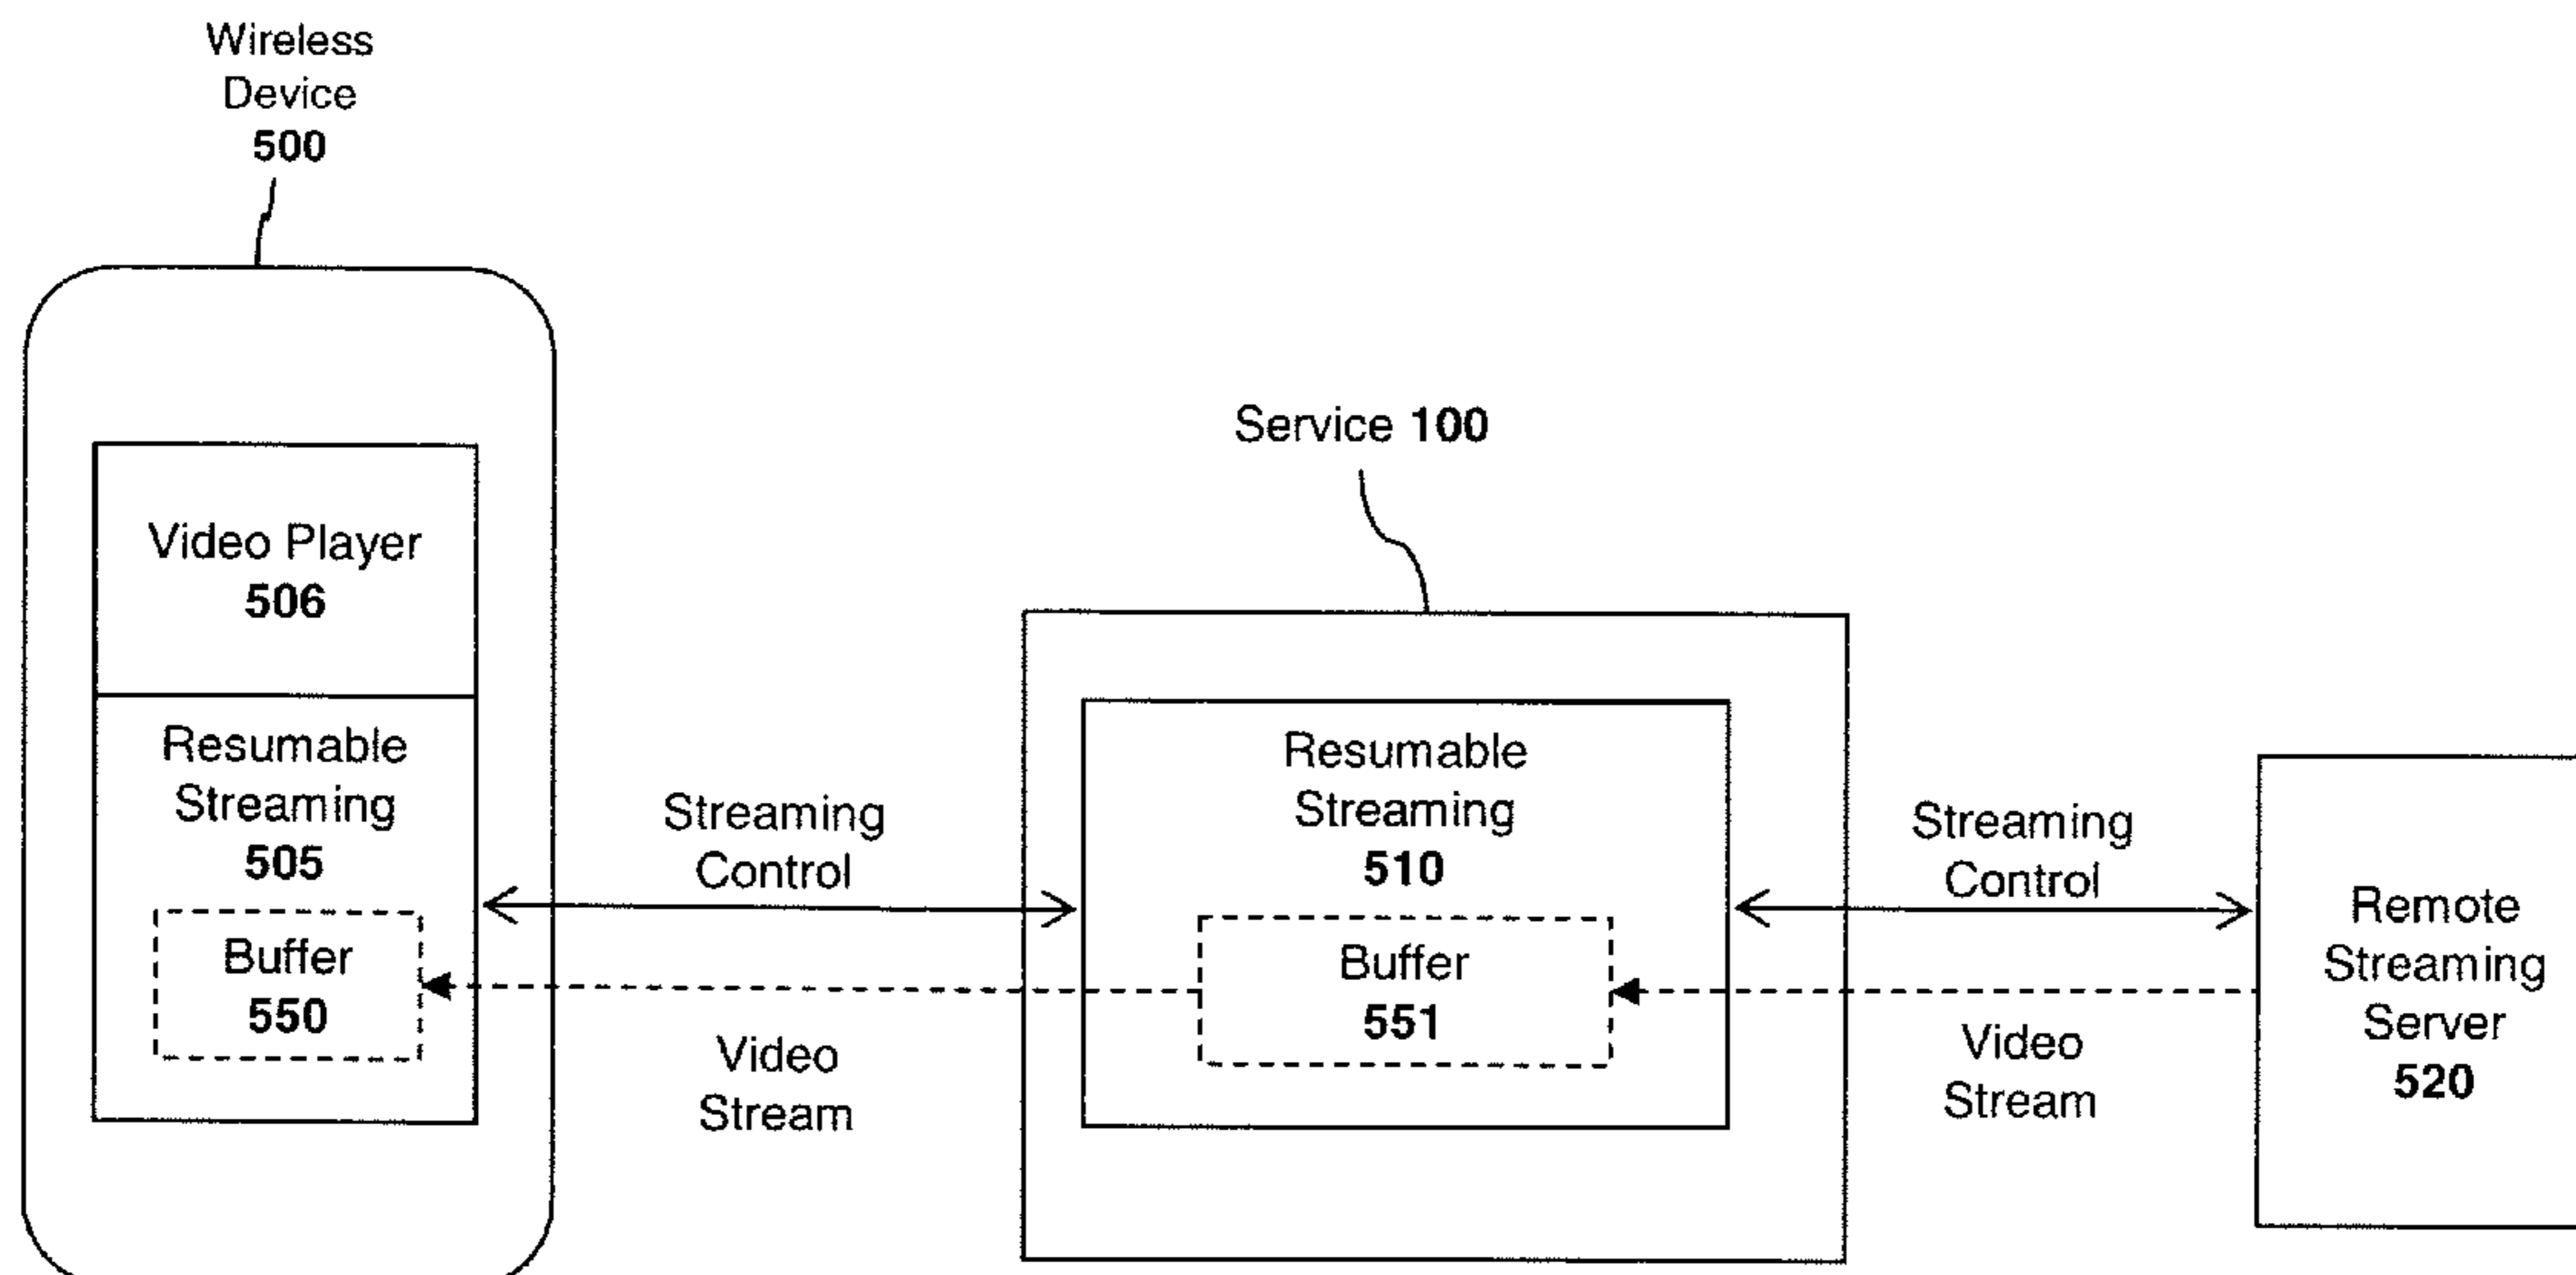 Wireless
Device
500
Service 100
Video Player
506
Resumable
Streaming
505
Buffer
550
Streaming
Control
Video
Stream
Resumable
Streaming
510
Buffer
551
Streaming
Control
Video
Stream
Remote
Streaming
Server
520